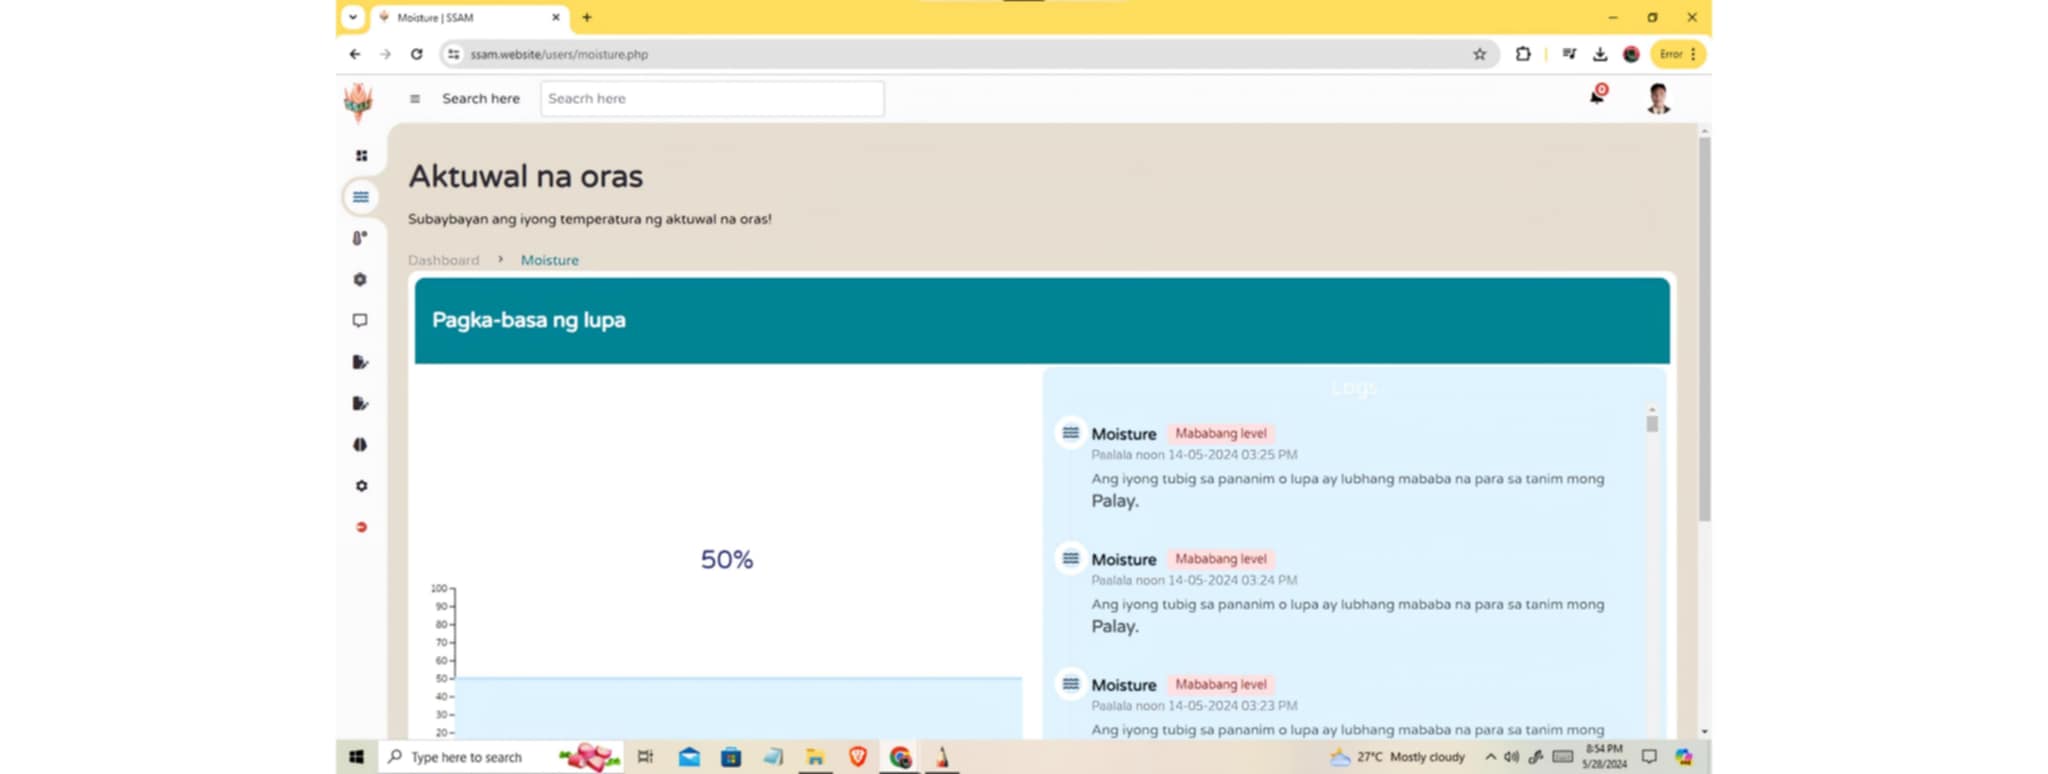 Moisture | SSAM
ssam.website/users/moisture.php
Error
Search here
Seacrh here
0
Aktuwal na oras
Subaybayan ang iyong temperatura ng aktuwal na oras!
Dashboard > Moisture
Pagka-basa ng lupa
50%
100
90
80
70
60
50
40
30
20
Logs
Moisture Mababang level
Paalala noon 14-05-2024 03:25 PM
Ang iyong tubig sa pananim o lupa ay lubhang mababa na para sa tanim mong
Palay.
Moisture Mababang level
Paalala noon 14-05-2024 03:24 PM
Ang iyong tubig sa pananim o lupa ay lubhang mababa na para sa tanim mong
Palay.
Moisture Mababang level
Paalala noon 14-05-2024 03:23 PM
Ang iyong tubig sa pananim o lupa ay lubhang mababa na para sa tanim mong
Type here to search
27°C Mostly cloudy
8:54 PM
5/28/2024